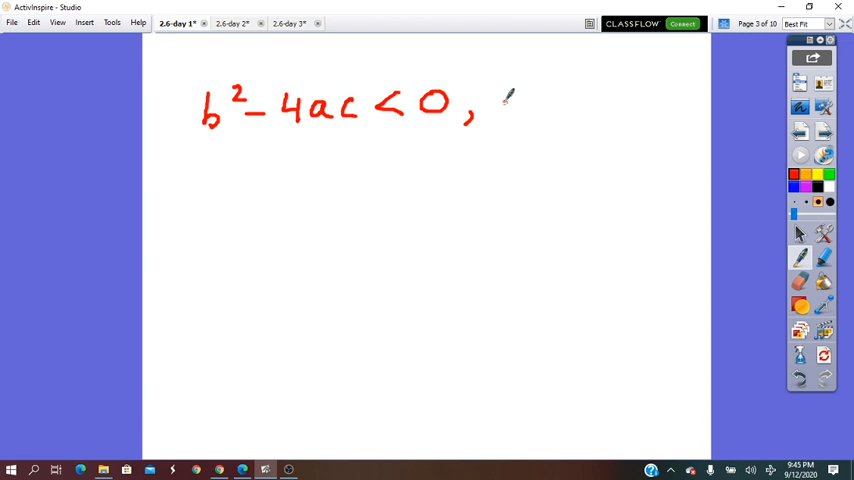 ActivInspire - Studio
File Edit View Insert Tools Help
CLASSFLOW Connect
Page 3 of 10
Best Fit
2.6-day 1*
2.6-day 2*
2.6-day 3*
b² - 4ac < 0,
9:45 PM
9/12/2020